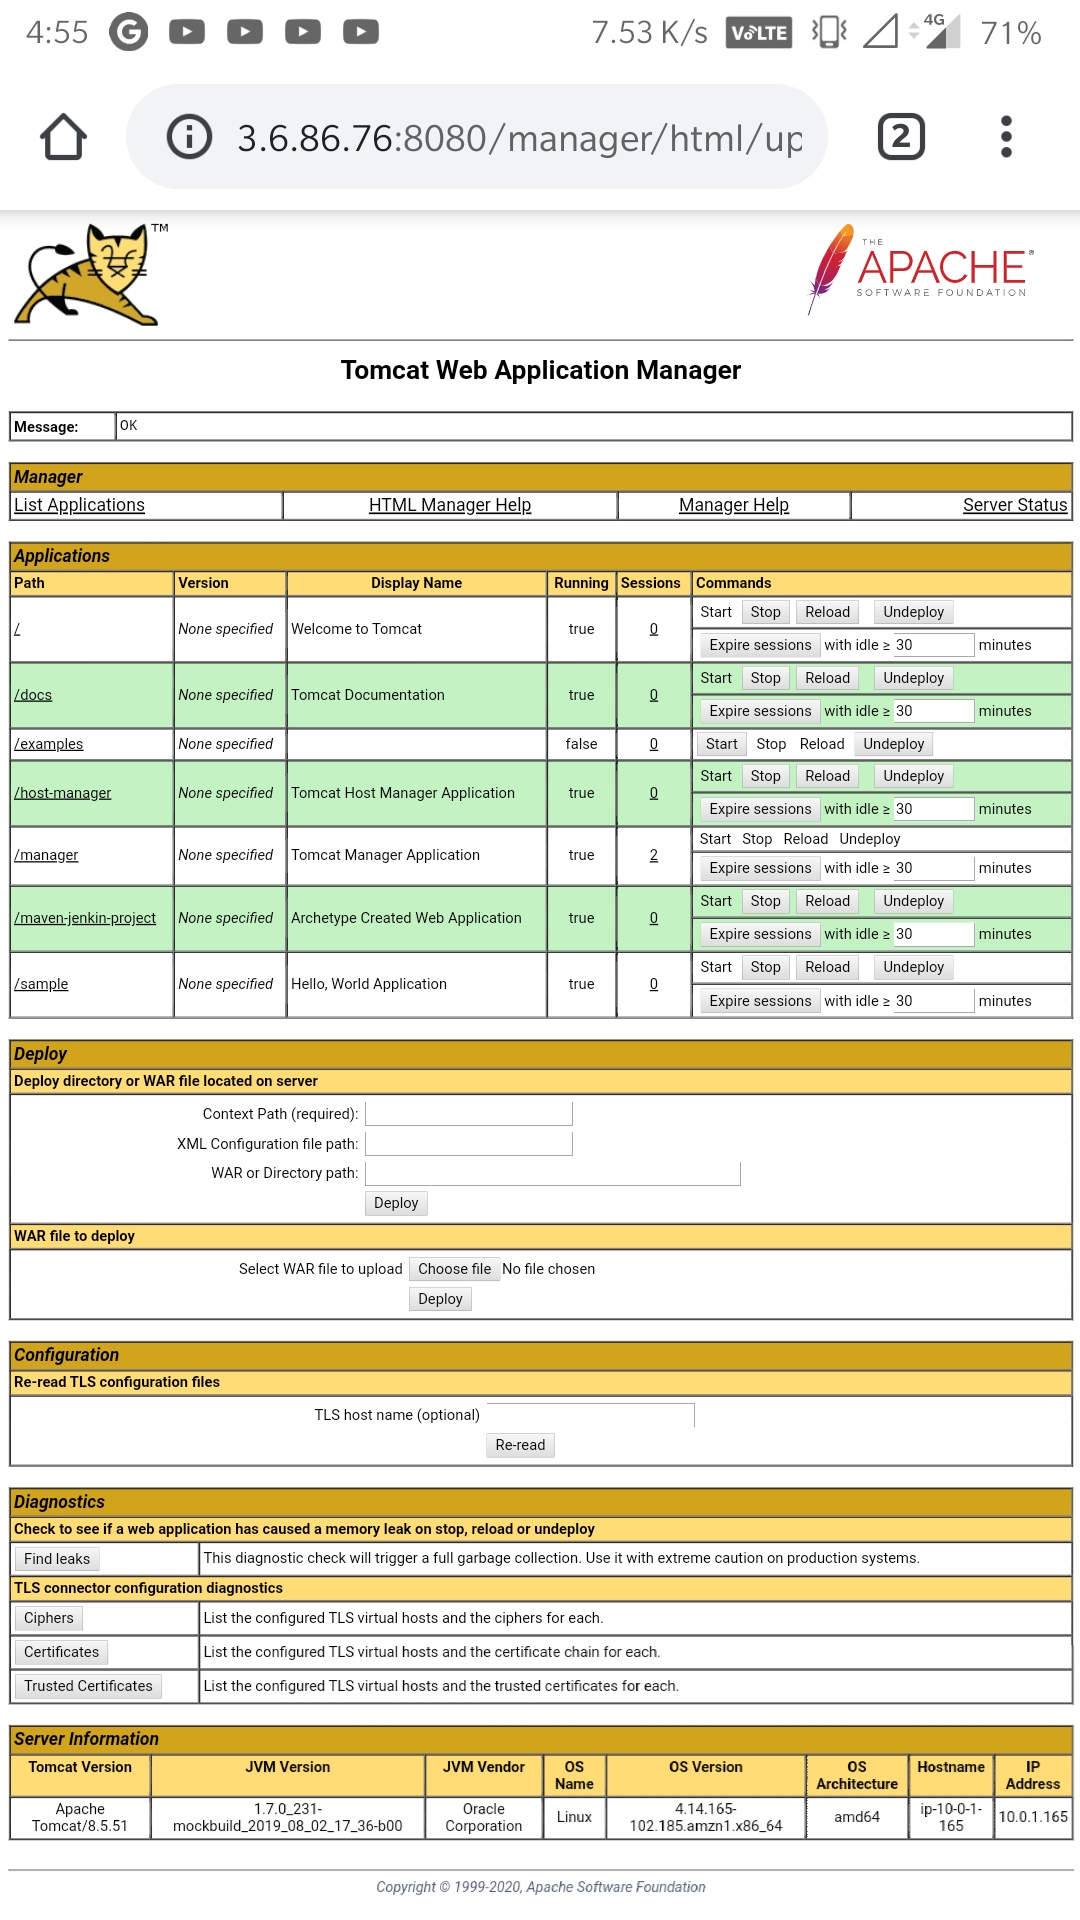 4:55 G 7.53 K/s VoLTE 4G 71%
3.6.86.76:8080/manager/html/up 2
TM
THE
APACHE
SOFTWARE FOUNDATION
Tomcat Web Application Manager
Message: OK
Manager
List Applications HTML Manager Help Manager Help Server Status
Applications
Path Version Display Name Running Sessions Commands
/ None specified Welcome to Tomcat true 0 Start Stop Reload Undeploy
Expire sessions with idle ≥ 30 minutes
/docs None specified Tomcat Documentation true 0 Start Stop Reload Undeploy
Expire sessions with idle ≥ 30 minutes
/examples None specified false 0 Start Stop Reload Undeploy
/host-manager None specified Tomcat Host Manager Application true 0 Start Stop Reload Undeploy
Expire sessions with idle ≥ 30 minutes
/manager None specified Tomcat Manager Application true 2 Start Stop Reload Undeploy
Expire sessions with idle ≥ 30 minutes
/maven-jenkin-project None specified Archetype Created Web Application true 0 Start Stop Reload Undeploy
Expire sessions with idle ≥ 30 minutes
/sample None specified Hello, World Application true 0 Start Stop Reload Undeploy
Expire sessions with idle ≥ 30 minutes
Deploy
Deploy directory or WAR file located on server
Context Path (required):
XML Configuration file path:
WAR or Directory path:
Deploy
WAR file to deploy
Select WAR file to upload Choose file No file chosen
Deploy
Configuration
Re-read TLS configuration files
TLS host name (optional)
Re-read
Diagnostics
Check to see if a web application has caused a memory leak on stop, reload or undeploy
Find leaks This diagnostic check will trigger a full garbage collection. Use it with extreme caution on production systems.
TLS connector configuration diagnostics
Ciphers List the configured TLS virtual hosts and the ciphers for each.
Certificates List the configured TLS virtual hosts and the certificate chain for each.
Trusted Certificates List the configured TLS virtual hosts and the trusted certificates for each.
Server Information
Tomcat Version JVM Version JVM Vendor OS Name OS Version OS Architecture Hostname IP Address
Apache Tomcat/8.5.51 1.7.0_231-mockbuild_2019_08_02_17_36-b00 Oracle Corporation Linux 4.14.165-102.185.amzn1.x86_64 amd64 ip-10-0-1-165 10.0.1.165
Copyright © 1999-2020, Apache Software Foundation